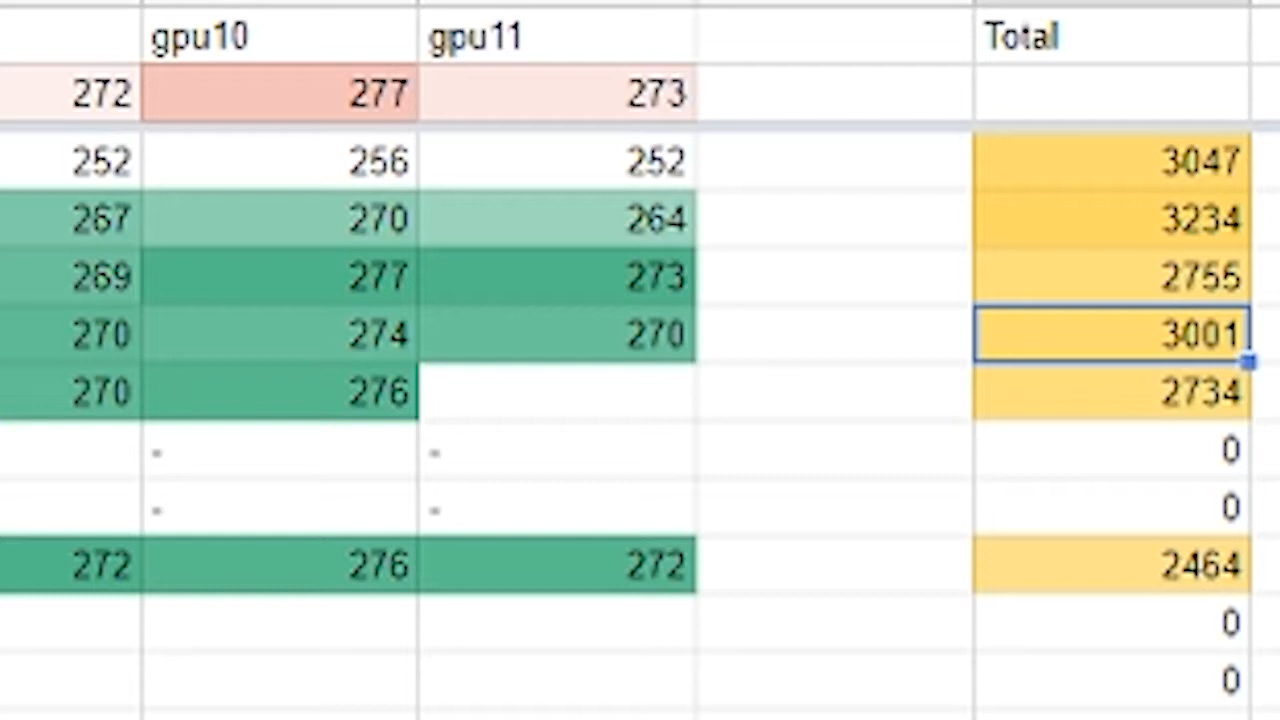 gpu10 gpu11 Total
272 277 273
252 256 252 3047
267 270 264 3234
269 277 273 2755
270 274 270 3001
270 276 2734
- - 0
- - 0
272 276 272 2464
0
0